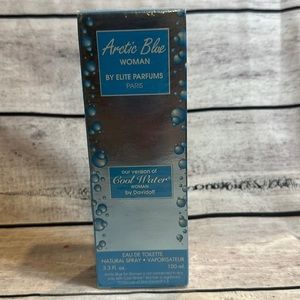 Arctic Blue
WOMAN
BY ELITE PARFUMS
PARIS
our version of
Cool Water
WOMAN
by Davidoff
EAU DE TOILETTE
NATURAL SPRAY • VAPORISATEUR
3.3 FL oz. 100 ml